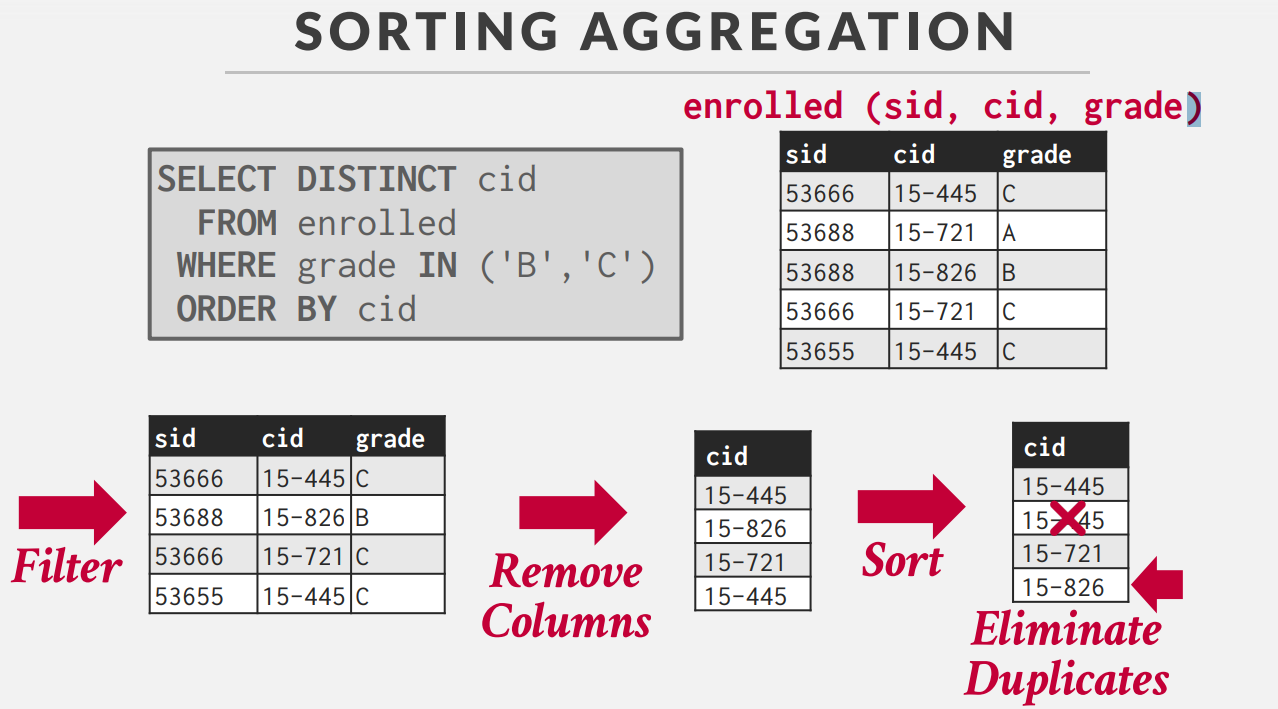 SORTING AGGREGATION
enrolled (sid, cid, grade)
SELECT DISTINCT cid
FROM enrolled
WHERE grade IN ('B','C')
ORDER BY cid
sid cid grade
53666 15-445 C
53688 15-721 A
53688 15-826 B
53666 15-721 C
53655 15-445 C
Filter
sid cid grade
53666 15-445 C
53688 15-826 B
53666 15-721 C
53655 15-445 C
Remove
Columns
cid
15-445
15-826
15-721
15-445
Sort
cid
15-445
15-445
15-721
15-826
Eliminate
Duplicates